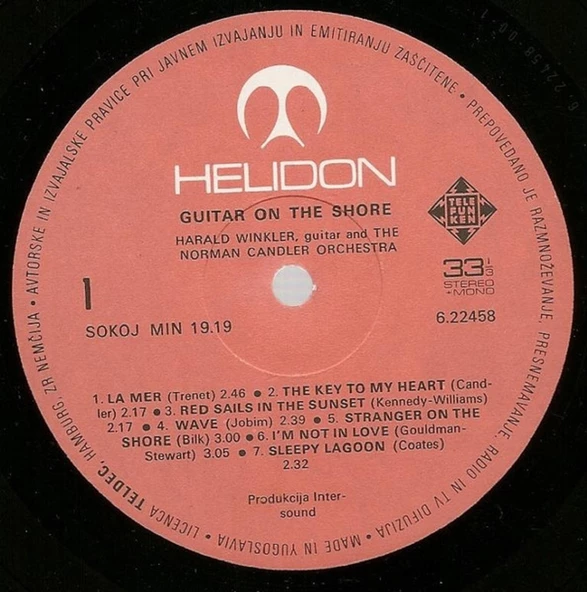 HELIDON
GUITAR ON THE SHORE
HARALD WINKLER, guitar and the
NORMAN CANDLER ORCHESTRA
TELE
FUN
KEN
33 1/3
STEREO
+MONO
6.22458
1
SOKOJ MIN 19.19
1. LA MER (Trenet) 2.46 • 2. THE KEY TO MY HEART (Cand-
ler) 2.17 • 3. RED SAILS IN THE SUNSET (Kennedy-Williams)
2.17 • 4. WAVE (Jobim) 2.39 • 5. STRANGER ON THE
SHORE (Bilk) 3.00 • 6. I'M NOT IN LOVE (Gouldman-
Stewart) 3.05 • 7. SLEEPY LAGOON (Coates)
2.32
Produkcija Inter-
sound
• AVTORSKE IN IZVAJALSKE PRAVICE PRI JAVNEM IZVAJANJU IN EMITIRANJU ZAŠČITENE • PREPOVEDANO JE RAZMNOŽEVANJE, PRESNEMAVANJE, RADIO IN TV DIFUZIJA • MADE IN YUGOSLAVIA • LICENCA TELDEC, HAMBURG, ZR NEMČIJA